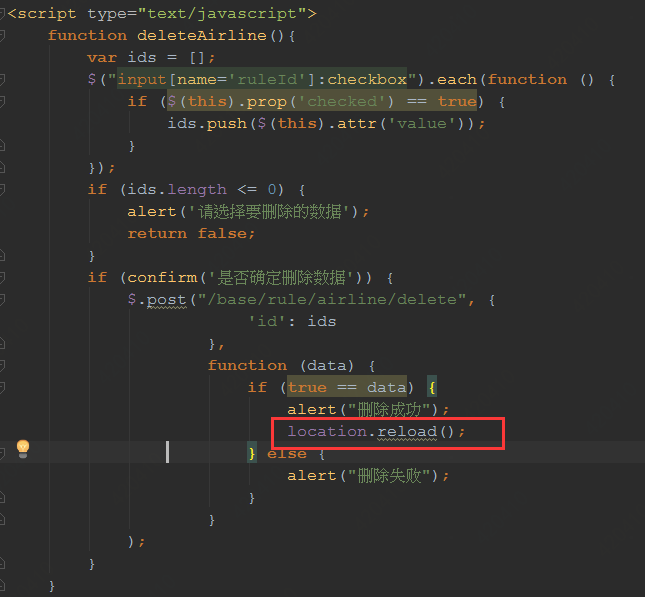 <script type="text/javascript">
function deleteAirline(){
var ids = [];
$("input[name='ruleId']:checkbox").each(function () {
if ($(this).prop('checked') == true) {
ids.push($(this).attr('value'));
}
});
if (ids.length <= 0) {
alert('请选择要删除的数据');
return false;
}
if (confirm('是否确定删除数据')) {
$.post("/base/rule/airline/delete", {
'id': ids
},
function (data) {
if (true == data) {
alert("删除成功");
location.reload();
} else {
alert("删除失败");
}
}
);
}
}